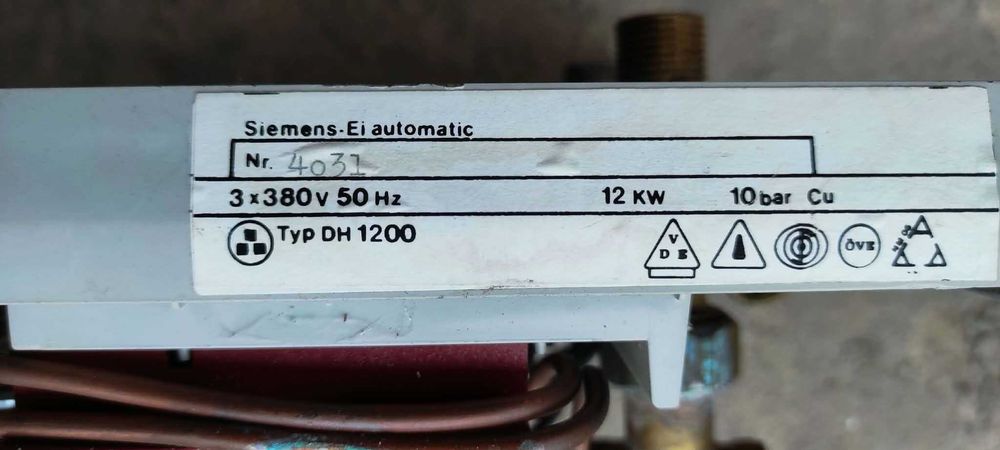 Siemens-Ei automatic
Nr. 4031
3 x 380 V 50 Hz 12 KW 10 bar Cu
Typ DH 1200
VDE
ÖVE